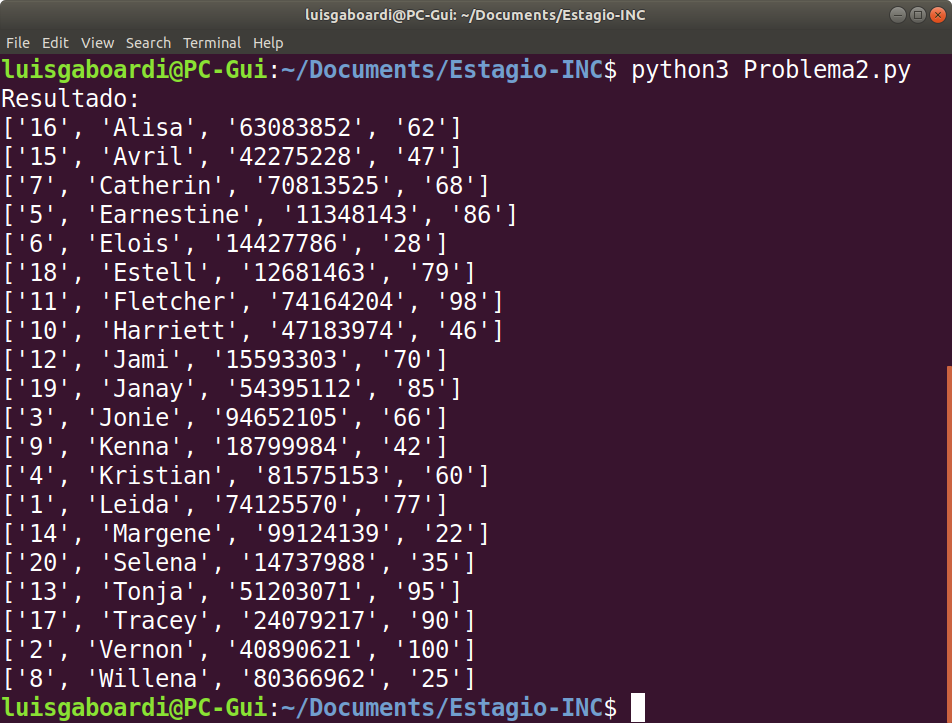 luisgaboardi@PC-Gui: ~/Documents/Estagio-INC
File Edit View Search Terminal Help
luisgaboardi@PC-Gui:~/Documents/Estagio-INC$ python3 Problema2.py
Resultado:
['16', 'Alisa', '63083852', '62']
['15', 'Avril', '42275228', '47']
['7', 'Catherin', '70813525', '68']
['5', 'Earnestine', '11348143', '86']
['6', 'Elois', '14427786', '28']
['18', 'Estell', '12681463', '79']
['11', 'Fletcher', '74164204', '98']
['10', 'Harriett', '47183974', '46']
['12', 'Jami', '15593303', '70']
['19', 'Janay', '54395112', '85']
['3', 'Jonie', '94652105', '66']
['9', 'Kenna', '18799984', '42']
['4', 'Kristian', '81575153', '60']
['1', 'Leida', '74125570', '77']
['14', 'Margene', '99124139', '22']
['20', 'Selena', '14737988', '35']
['13', 'Tonja', '51203071', '95']
['17', 'Tracey', '24079217', '90']
['2', 'Vernon', '40890621', '100']
['8', 'Willena', '80366962', '25']
luisgaboardi@PC-Gui:~/Documents/Estagio-INC$